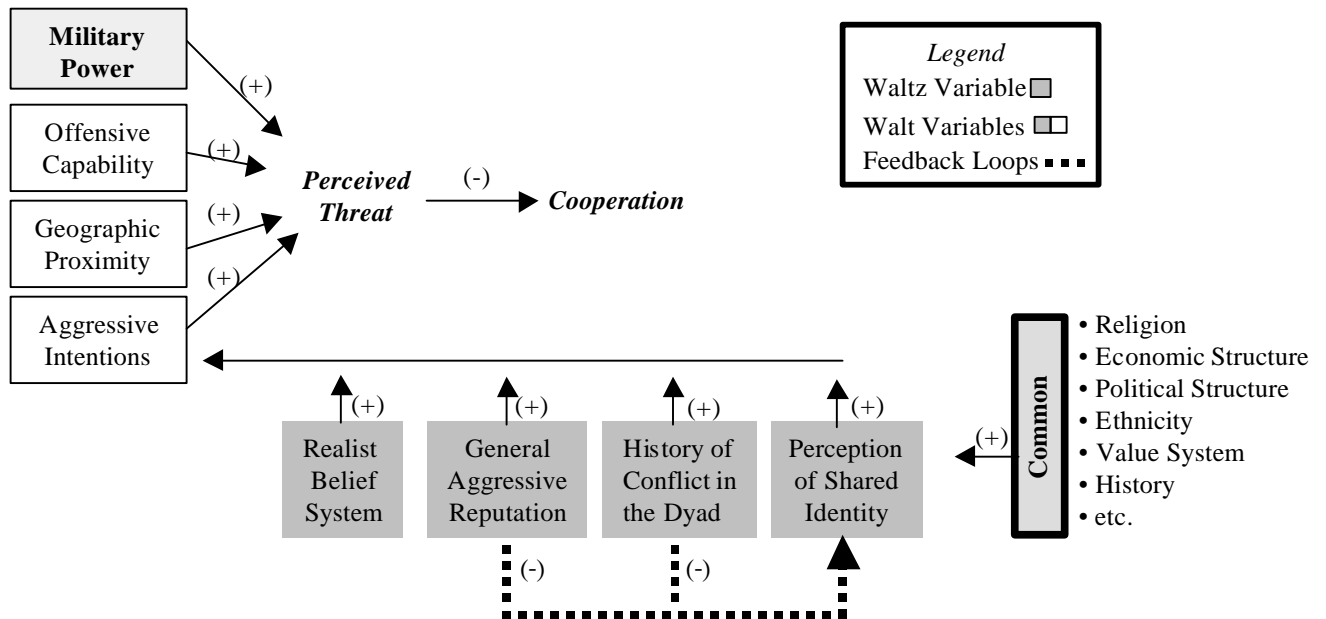 Military
Power
(+)
Offensive
Capability
(+)
Geographic
Proximity
(+)
Aggressive
Intentions
(+)
Perceived
Threat
(-)
Cooperation
Legend
Waltz Variable
Walt Variables
Feedback Loops
(+)
(+)
(+)
(+)
Realist
Belief
System
General
Aggressive
Reputation
History of
Conflict in
the Dyad
Perception
of Shared
Identity
(+)
Common
• Religion
• Economic Structure
• Political Structure
• Ethnicity
• Value System
• History
• etc.
(-)
(-)